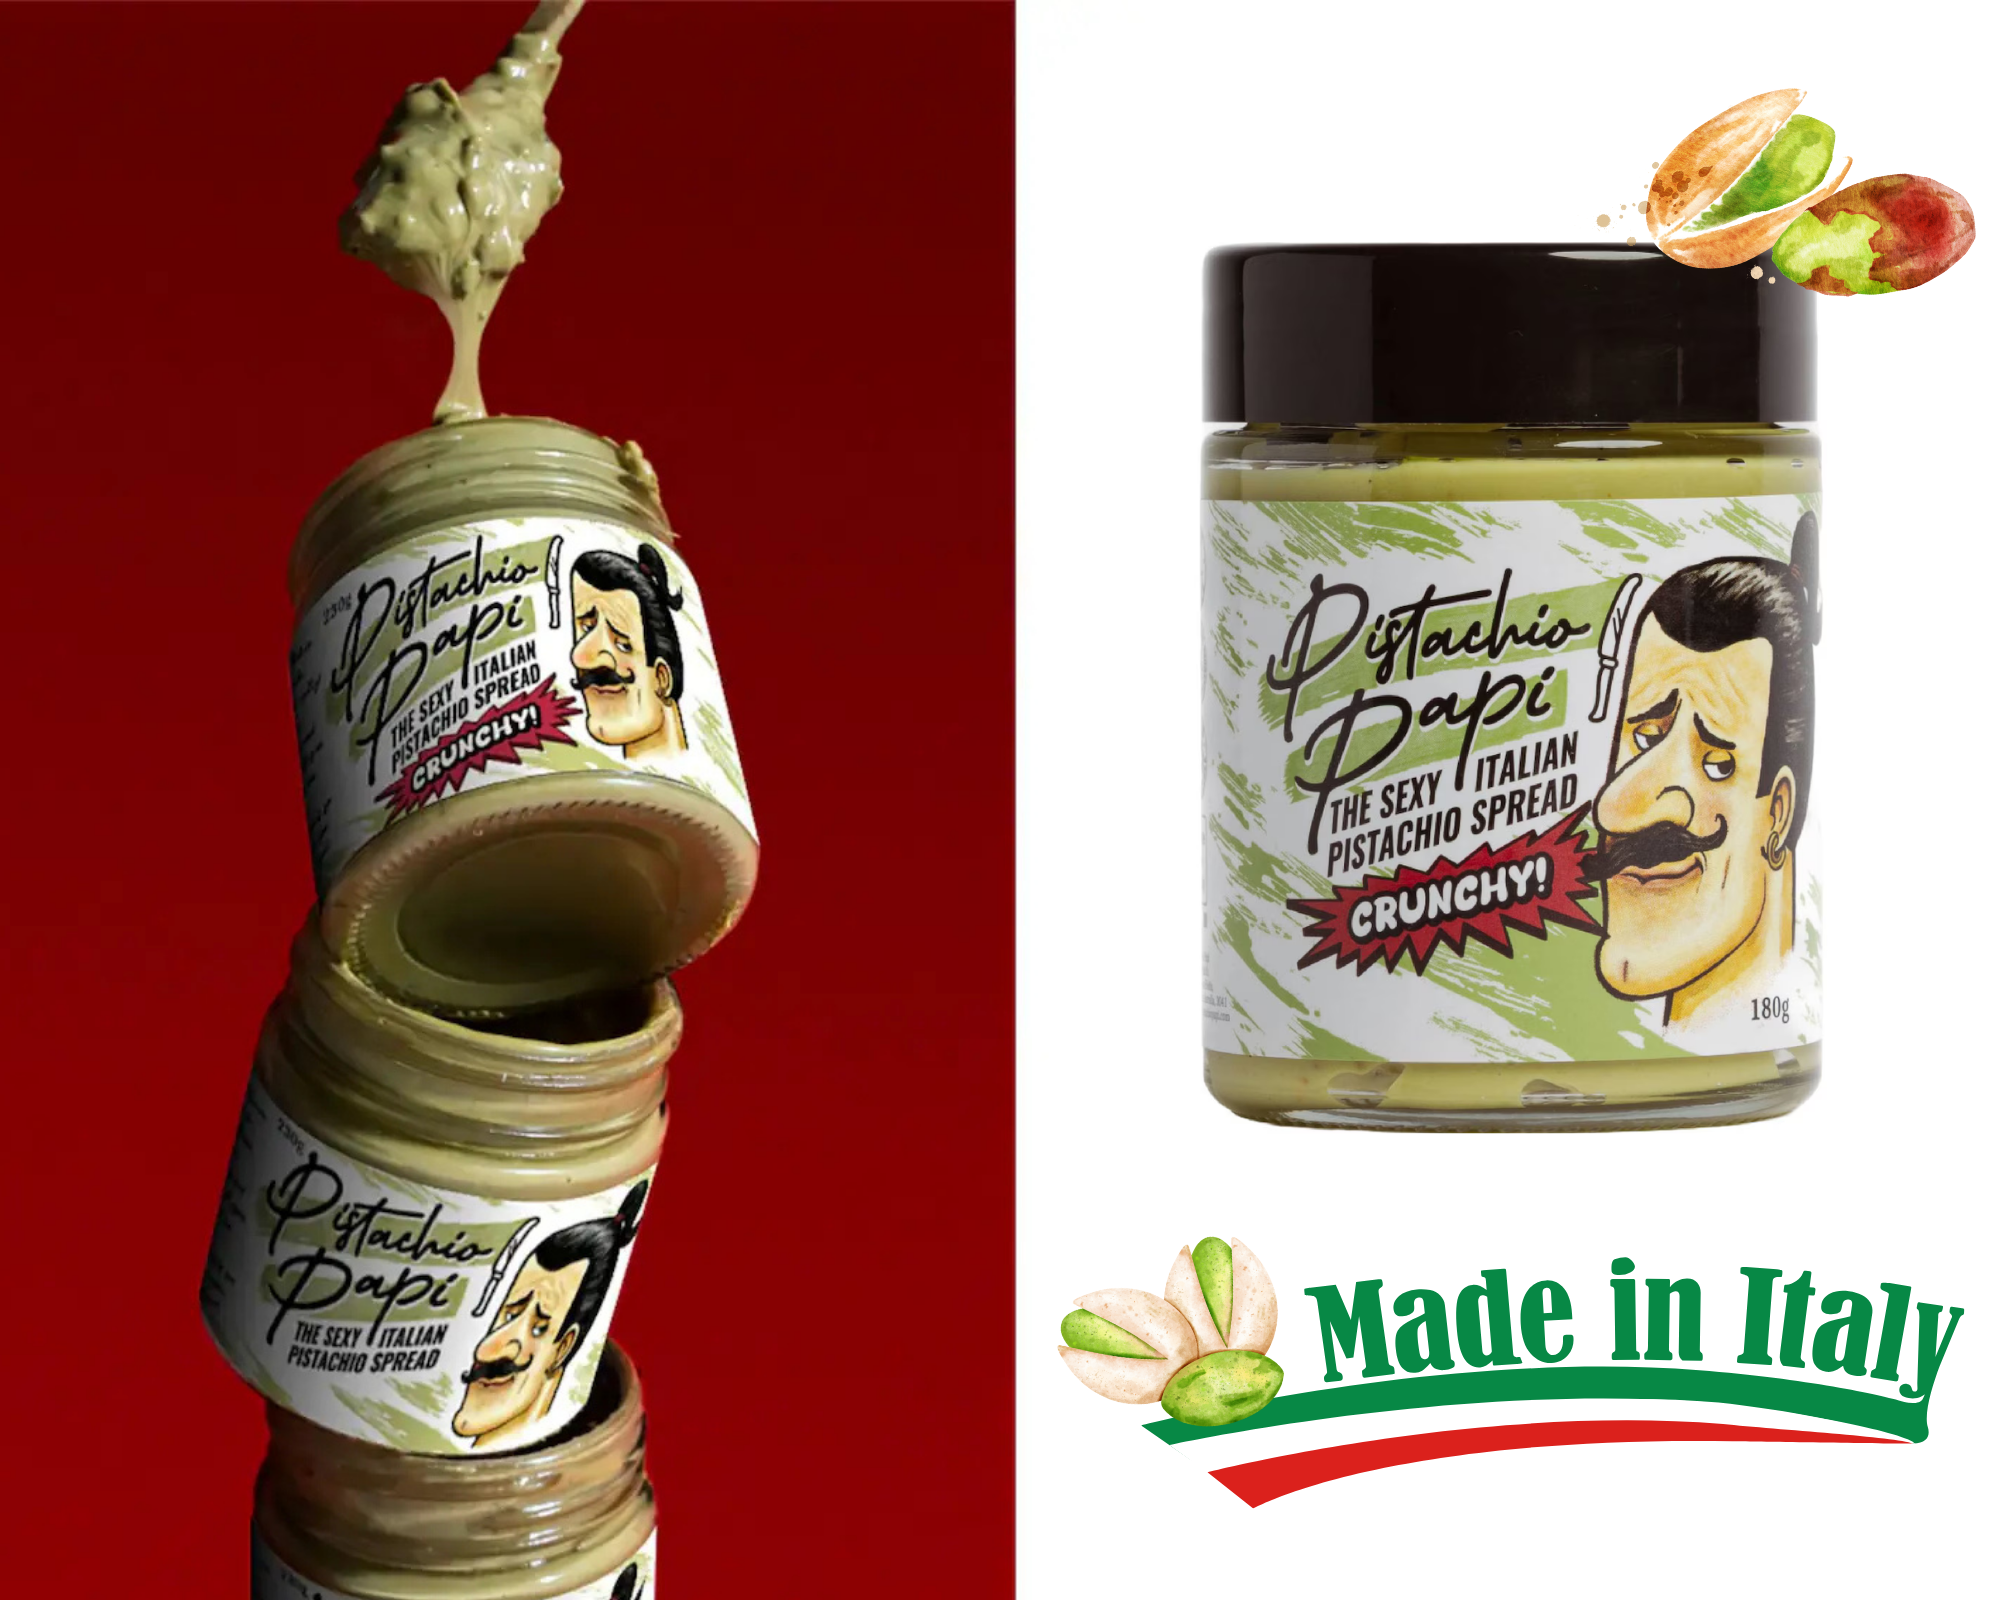 230g
Pistachio
Papi
THE SEXY ITALIAN
PISTACHIO SPREAD
CRUNCHY!
230g
Pistachio
Papi
THE SEXY ITALIAN
PISTACHIO SPREAD
Pistachio
Papi
THE SEXY ITALIAN
PISTACHIO SPREAD
CRUNCHY!
180g
Made in Italy